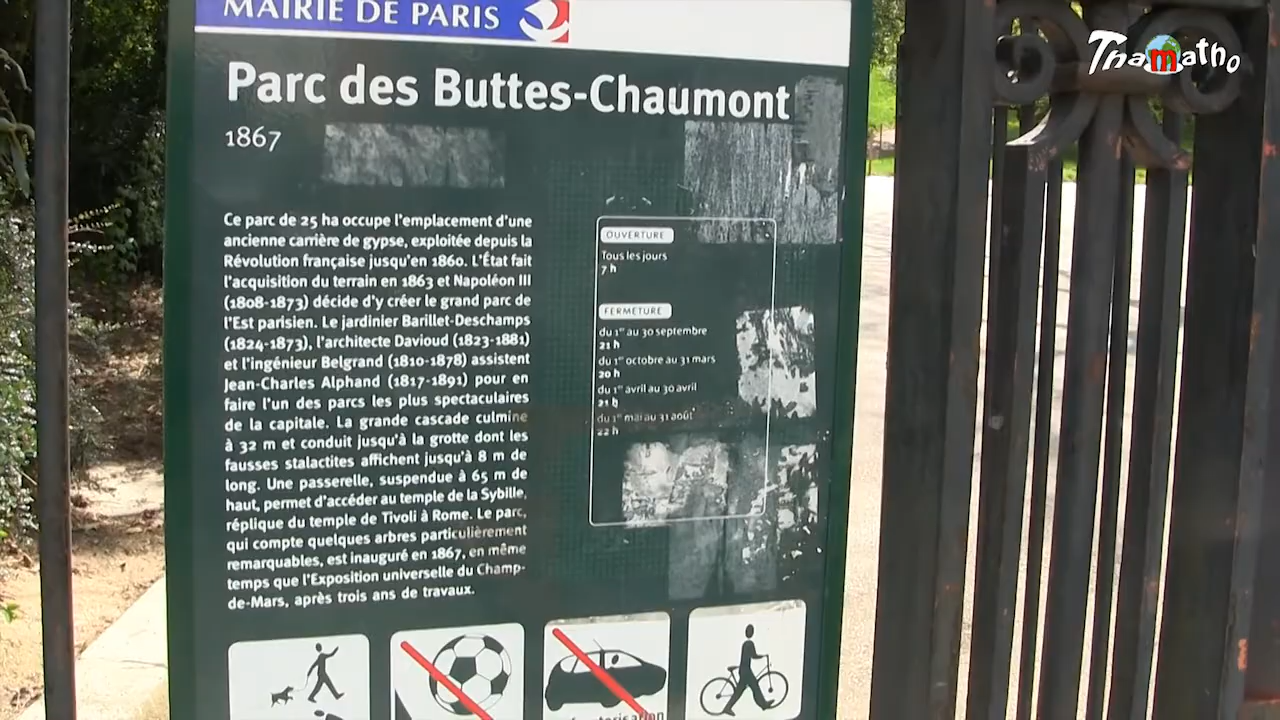 MAIRIE DE PARIS
Thamatho
Parc des Buttes-Chaumont
1867
Ce parc de 25 ha occupe l'emplacement d'une
ancienne carrière de gypse, exploitée depuis la
Révolution française jusqu'en 1860. L'État fait
l'acquisition du terrain en 1863 et Napoléon III
(1808-1873) décide d'y créer le grand parc de
l'Est parisien. Le jardinier Barillet-Deschamps
(1824-1873), l'architecte Davioud (1823-1881)
et l'ingénieur Belgrand (1810-1878) assistent
Jean-Charles Alphand (1817-1891) pour en
faire l'un des parcs les plus spectaculaires
de la capitale. La grande cascade culmine
à 32 m et conduit jusqu'à la grotte dont les
fausses stalactites affichent jusqu'à 8 m de
long. Une passerelle, suspendue à 65 m de
haut, permet d'accéder au temple de la Sybille,
réplique du temple de Tivoli à Rome. Le parc,
qui compte quelques arbres particulièrement
remarquables, est inauguré en 1867, en même
temps que l'Exposition universelle du Champ-
de-Mars, après trois ans de travaux.
OUVERTURE
Tous les jours
7 h
FERMETURE
du 1er au 30 septembre
21 h
du 1er octobre au 31 mars
20 h
du 1er avril au 30 avril
21 h
du 1er mai au 31 août
22 h